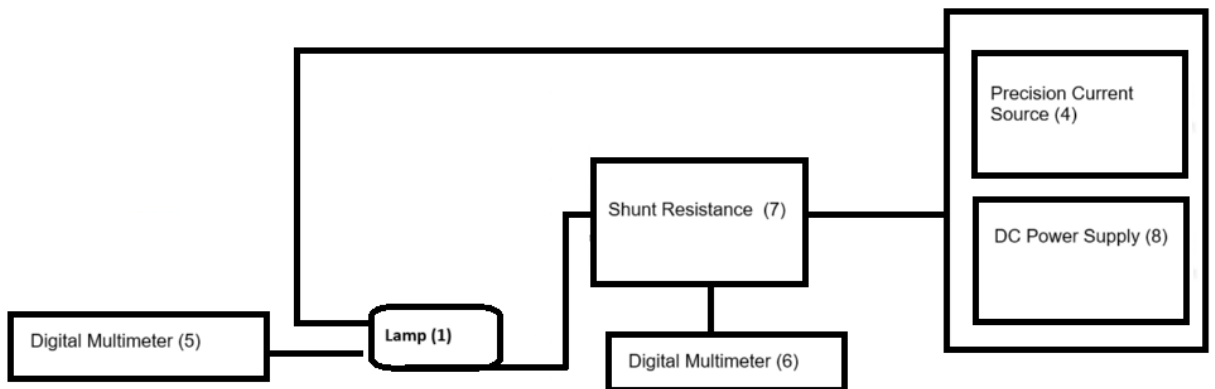 Precision Current
Source (4)
Shunt Resistance  (7)
DC Power Supply (8)
Digital Multimeter (5)
Lamp (1)
Digital Multimeter (6)